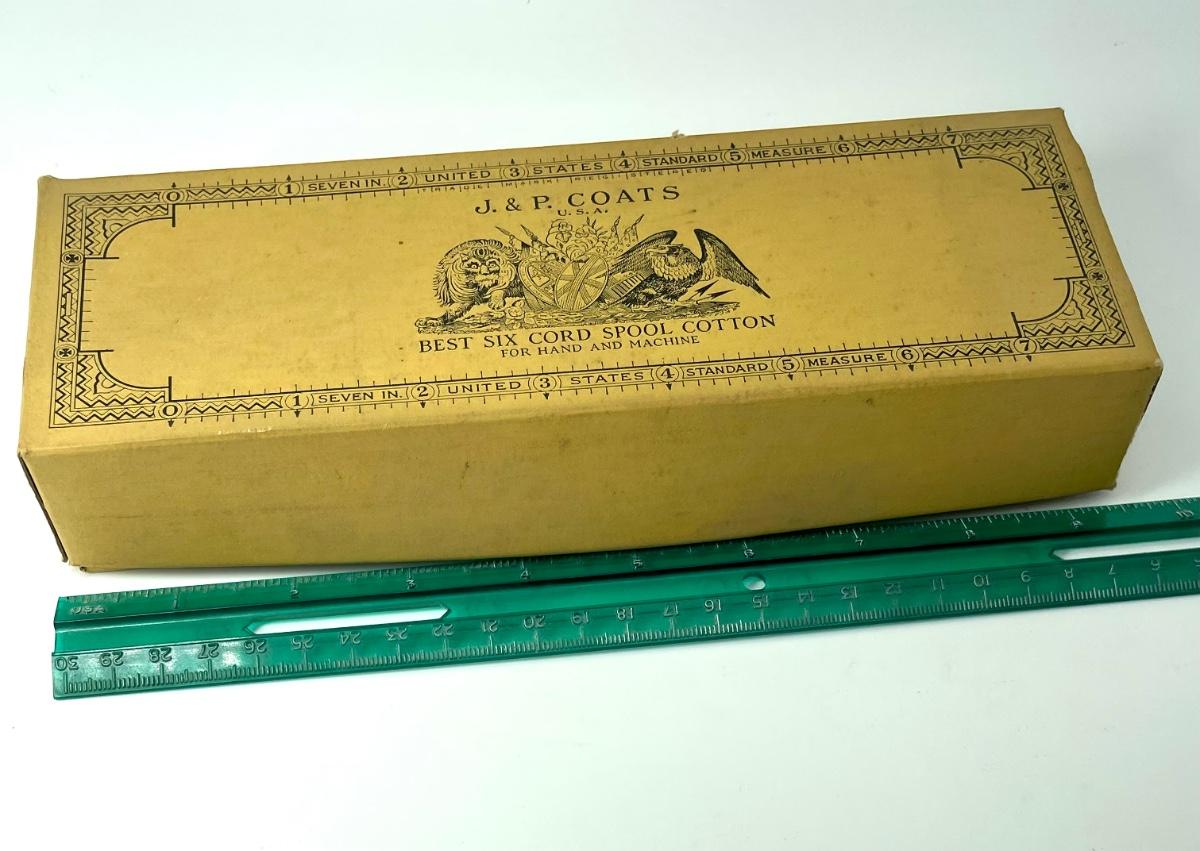 0 1 SEVEN IN. 2 UNITED 3 STATES 4 STANDARD 5 MEASURE 6 7
TRADE MARK REGISTERED
J. & P. COATS
U.S.A.
BEST SIX CORD SPOOL COTTON
FOR HAND AND MACHINE
0 1 SEVEN IN. 2 UNITED 3 STATES 4 STANDARD 5 MEASURE 6 7
1 2 3 4 5 6 7 8 9 10
30 29 28 27 26 25 24 23 22 21 20 19 18 17 16 15 14 13 12 11 10 9 8 7 6